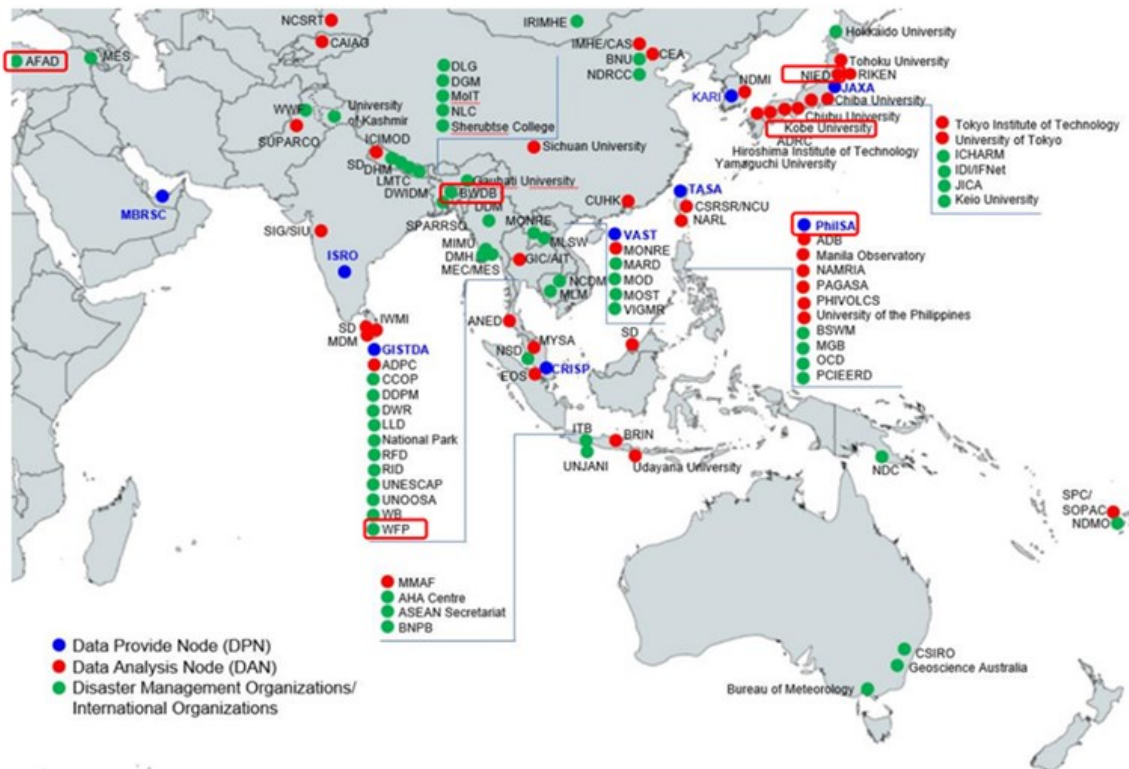 NCSRT
CAIAG
AFAD
MES
WWF
University
of Kashmir
SUPARCO
ICIMOD
SD
DHM
LMTC
DWIDM
DLG
DGM
MoIT
NLC
Sherubtse College
IRIMHE
IMHE/CAS
CEA
BNU
NDRCC
Hokkaido University
Tohoku University
NIED
RIKEN
JAXA
NDMI
KARI
Chiba University
Chubu University
Kobe University
ADRC
Hiroshima Institute of Technology
Yamaguchi University
Tokyo Institute of Technology
University of Tokyo
ICHARM
IDI/IFNet
JICA
Keio University
Sichuan University
Gauhati University
BWDB
DDM
SPARRSO
CUHK
TASA
CSRSR/NCU
NARL
MBRSC
SIG/SIU
ISRO
MIMU
DMH
MEC/MES
MONRE
MLSW
GIC/AIT
NCDM
MLM
VAST
MONRE
MARD
MOD
MOST
VIGMR
PhilSA
ADB
Manila Observatory
NAMRIA
PAGASA
PHIVOLCS
University of the Philippines
BSWM
MGB
OCD
PCIEERD
SD
IWMI
MDM
GISTDA
ADPC
CCOP
DDPM
DWR
LLD
National Park
RFD
RID
UNESCAP
UNOOSA
WB
WFP
ANED
MYSA
NSD
EOS
CRISP
SD
ITB
BRIN
UNJANI
Udayana University
NDC
SPC/
SOPAC
NDMO
MMAF
AHA Centre
ASEAN Secretariat
BNPB
CSIRO
Geoscience Australia
Bureau of Meteorology
Data Provide Node (DPN)
Data Analysis Node (DAN)
Disaster Management Organizations/
International Organizations